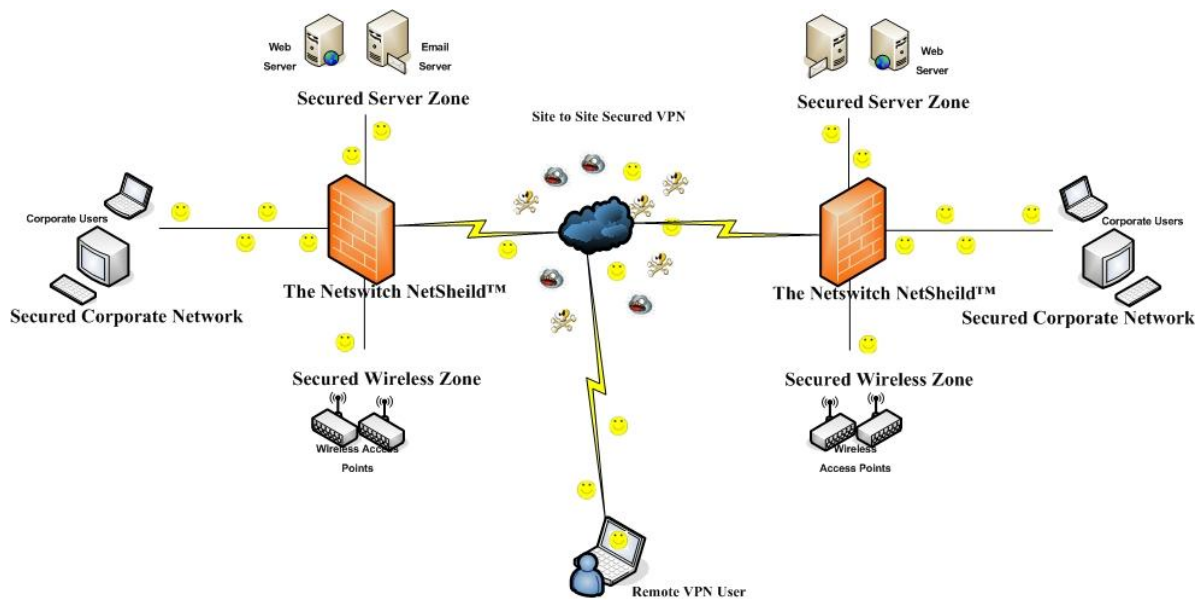 Web
Server
Email
Server
Secured Server Zone
Web
Server
Secured Server Zone
Site to Site Secured VPN
Corporate Users
The Netswitch NetSheild™
Secured Corporate Network
Corporate Users
The Netswitch NetSheild™
Secured Corporate Network
Secured Wireless Zone
Wireless Access
Points
Secured Wireless Zone
Wireless
Access Points
Remote VPN User